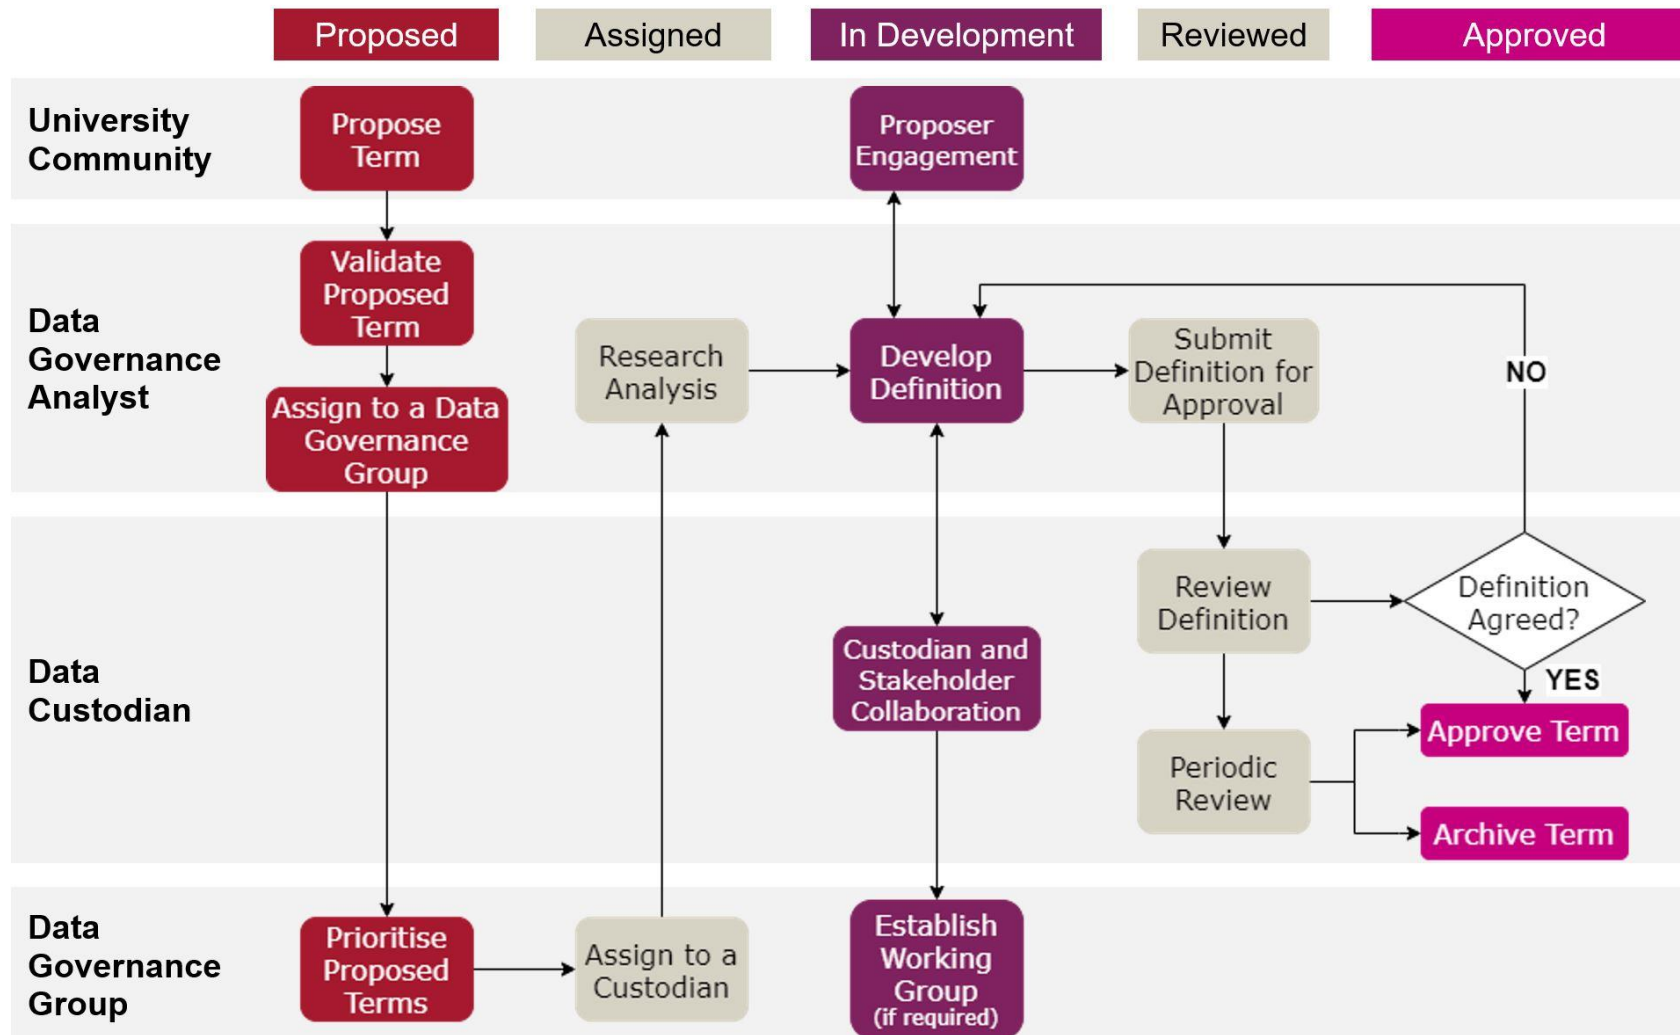 Proposed
Assigned
In Development
Reviewed
Approved
University
Community
Propose
Term
Proposer
Engagement
Data
Governance
Analyst
Validate
Proposed
Term
Assign to a Data
Governance
Group
Research
Analysis
Develop
Definition
Submit
Definition for
Approval
NO
Data
Custodian
Custodian and
Stakeholder
Collaboration
Review
Definition
Definition
Agreed?
YES
Periodic
Review
Approve Term
Archive Term
Data
Governance
Group
Prioritise
Proposed
Terms
Assign to a
Custodian
Establish
Working
Group
(if required)